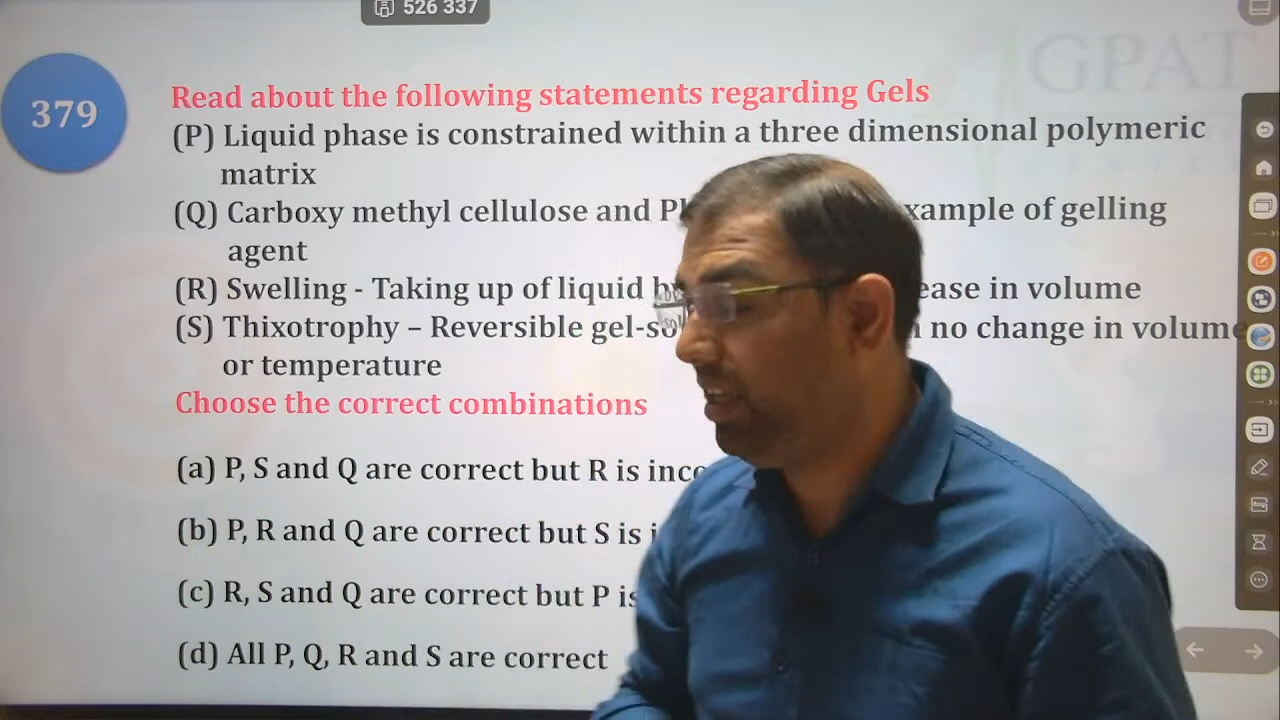 526 337
GPAT
379
Read about the following statements regarding Gels
(P) Liquid phase is constrained within a three dimensional polymeric
matrix
(Q) Carboxy methyl cellulose and xample of gelling
agent
(R) Swelling - Taking up of liquid ease in volume
(S) Thixotrophy – Reversible no change in volume
or temperature
Choose the correct combinations
(a) P, S and Q are correct but R is
(b) P, R and Q are correct but S is
(c) R, S and Q are correct but P
(d) All P, Q, R and S are correct